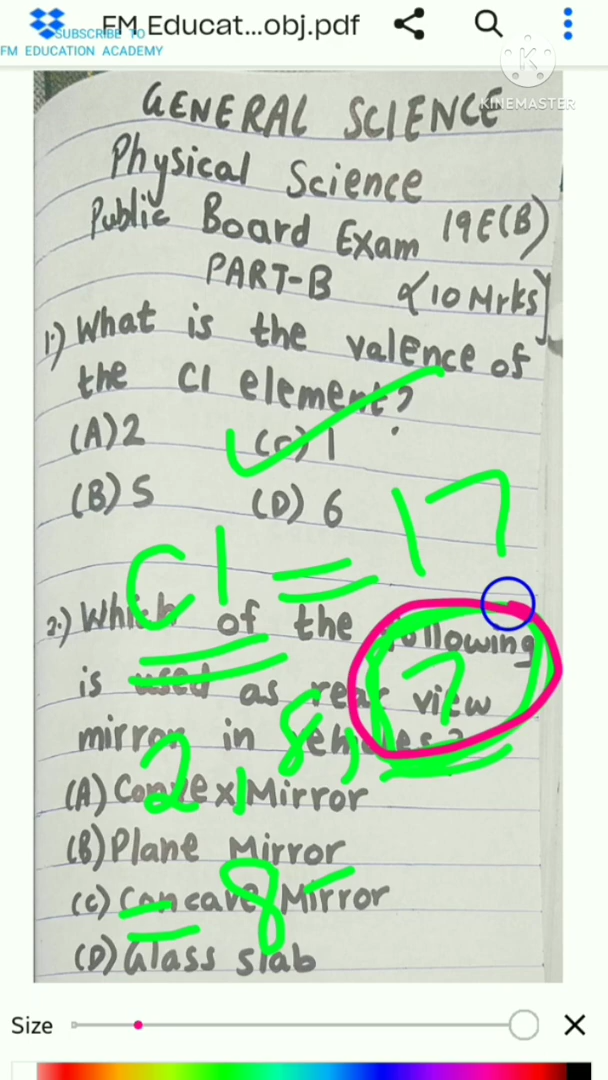 FM Educat...obj.pdf
SUBSCRIBE TO
FM EDUCATION ACADEMY
KINEMASTER
GENERAL SCIENCE
Physical Science
Public Board Exam 19E(B)
PART-B (10 Mrks)
1.) What is the valence of
the Cl element?
(A) 2 (C) 1
(B) 5 (D) 6
Cl = 17
2.) Which of the following
is used as rear view
mirror in vehicles?
2, 8, 7
(A) Convex Mirror
(B) Plane Mirror
(C) Concave Mirror
8
(D) Glass slab
Size